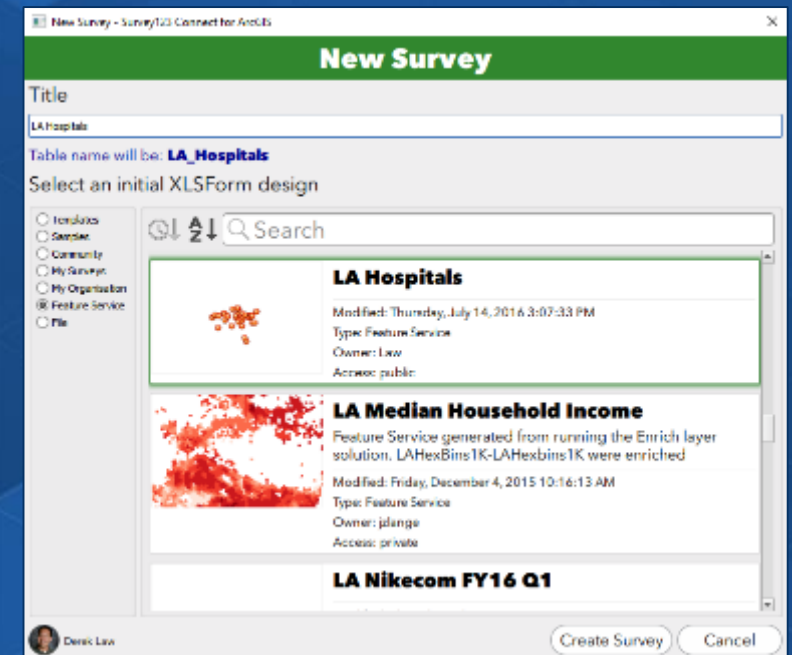 New Survey - Survey123 Connect for ArcGIS
New Survey
Title
LA Hospitals
Table name will be: LA_Hospitals
Select an initial XLSForm design
Templates
Samples
Community
My Surveys
My Organisation
Feature Service
File
Search
LA Hospitals
Modified: Thursday, July 14, 2016 3:07:33 PM
Type: Feature Service
Owner: Law
Access: public
LA Median Household Income
Feature Service generated from running the Enrich layer
solution. LAHexBins1K-LAHexbins1K were enriched
Modified: Friday, December 4, 2015 10:16:13 AM
Type: Feature Service
Owner: jdange
Access: private
LA Nikecom FY16 Q1
Derek Law
Create Survey
Cancel